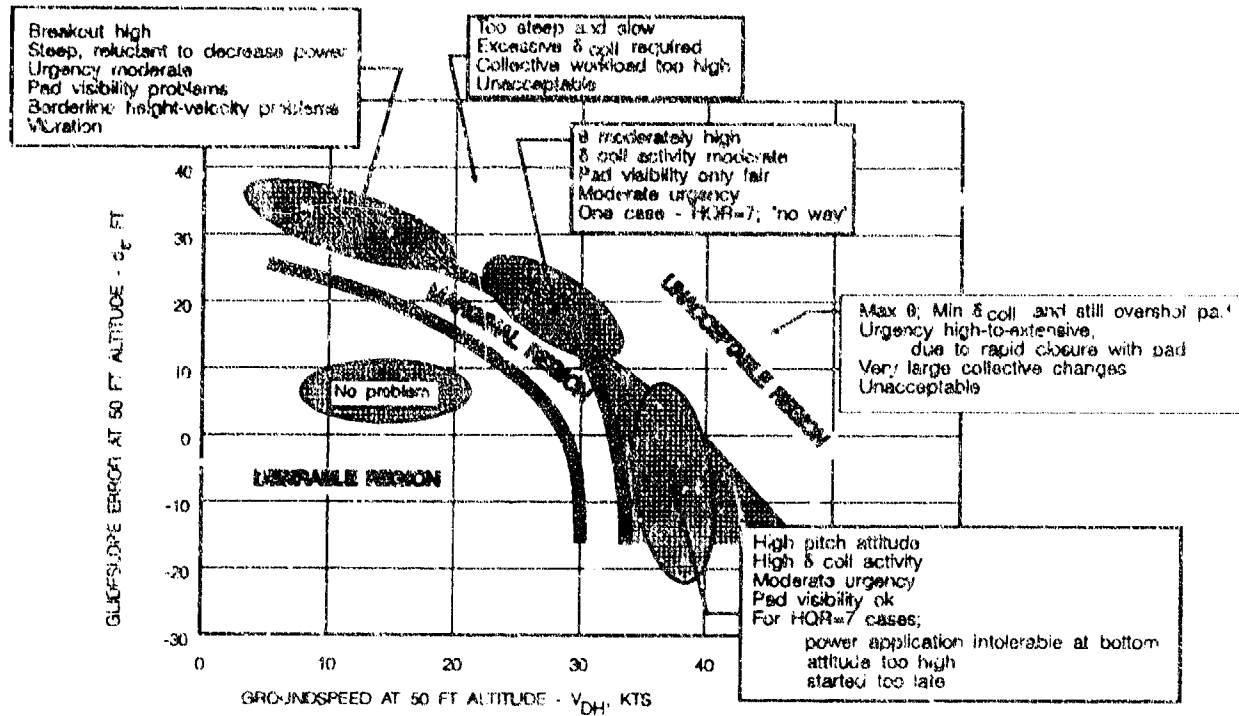 Breakout high
Steep, reluctant to decrease power
Urgency moderate
Pad visibility problems
Borderline height-velocity problems
Vibration
Too steep and slow
Excessive δ coll required
Collective workload too high
Unacceptable
θ moderately high
δ coll activity moderate
Pad visibility only fair
Moderate urgency
One case - HQR=7; 'no way'
Max θ; Min δ coll and still overshot pad
Urgency high-to-extensive,
due to rapid closure with pad
Very large collective changes
Unacceptable
High pitch attitude
High δ coll activity
Moderate urgency
Pad visibility ok
For HQR=7 cases;
power application intolerable at bottom
attitude too high
started too late
MARGINAL REGION
UNACCEPTABLE REGION
No problem
DESIRABLE REGION
GLIDESLOPE ERROR AT 50 FT ALTITUDE - dε FT
40
30
20
10
0
-10
-20
-30
0
10
20
30
40
GROUNDSPEED AT 50 FT ALTITUDE - VDH, KTS